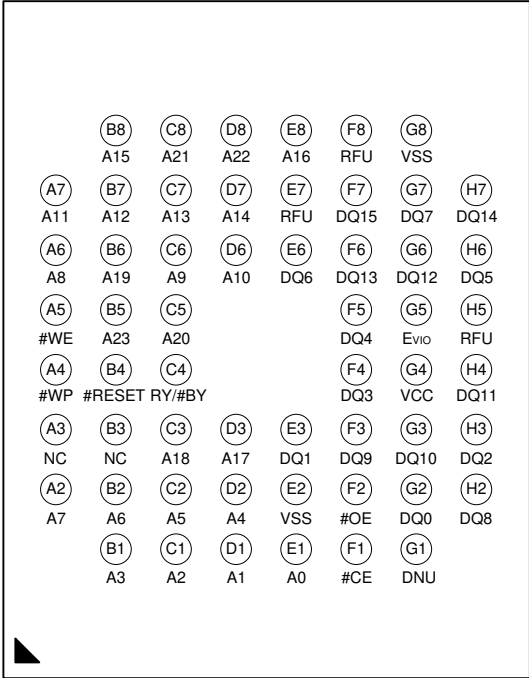 B8 C8 D8 E8 F8 G8
A15 A21 A22 A16 RFU VSS
A7 B7 C7 D7 E7 F7 G7 H7
A11 A12 A13 A14 RFU DQ15 DQ7 DQ14
A6 B6 C6 D6 E6 F6 G6 H6
A8 A19 A9 A10 DQ6 DQ13 DQ12 DQ5
A5 B5 C5 F5 G5 H5
#WE A23 A20 DQ4 EVIO RFU
A4 B4 C4 F4 G4 H4
#WP #RESET RY/#BY DQ3 VCC DQ11
A3 B3 C3 D3 E3 F3 G3 H3
NC NC A18 A17 DQ1 DQ9 DQ10 DQ2
A2 B2 C2 D2 E2 F2 G2 H2
A7 A6 A5 A4 VSS #OE DQ0 DQ8
B1 C1 D1 E1 F1 G1
A3 A2 A1 A0 #CE DNU